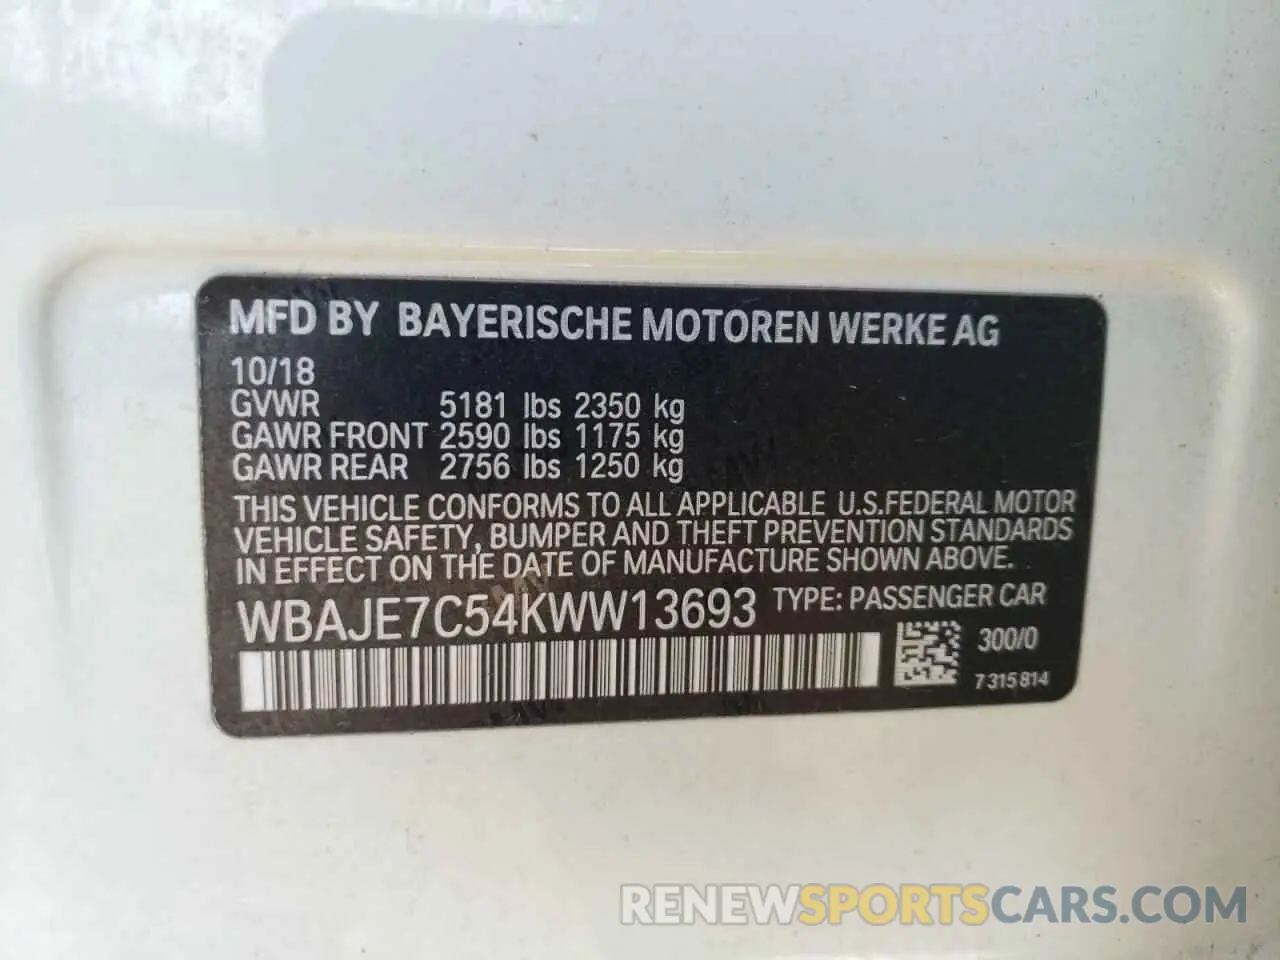 MFD BY BAYERISCHE MOTOREN WERKE AG
10/18
GVWR 5181 lbs 2350 kg
GAWR FRONT 2590 lbs 1175 kg
GAWR REAR 2756 lbs 1250 kg
THIS VEHICLE CONFORMS TO ALL APPLICABLE U.S.FEDERAL MOTOR
VEHICLE SAFETY, BUMPER AND THEFT PREVENTION STANDARDS
IN EFFECT ON THE DATE OF MANUFACTURE SHOWN ABOVE.
WBAJE7C54KWW13693 TYPE: PASSENGER CAR
300/0
7 315 814
RENEWSPORTSCARS.COM